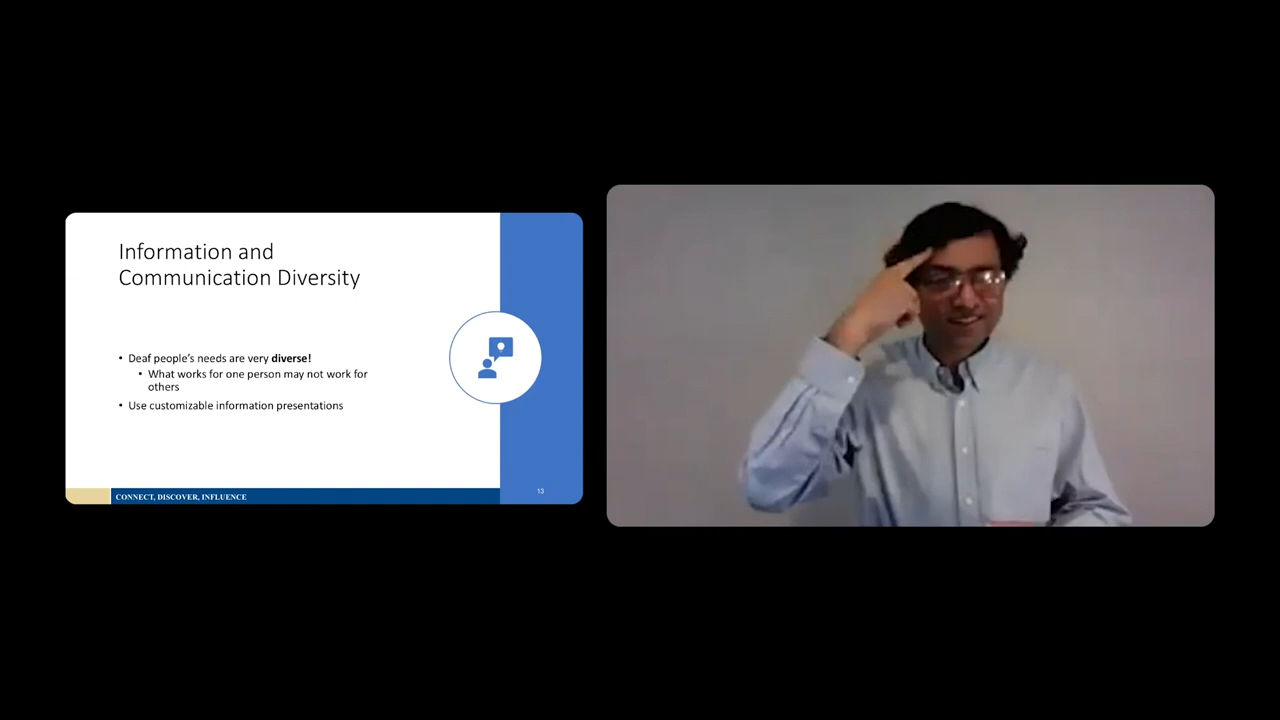 Information and
Communication Diversity
• Deaf people's needs are very diverse!
• What works for one person may not work for
others
• Use customizable information presentations
CONNECT, DISCOVER, INFLUENCE
13